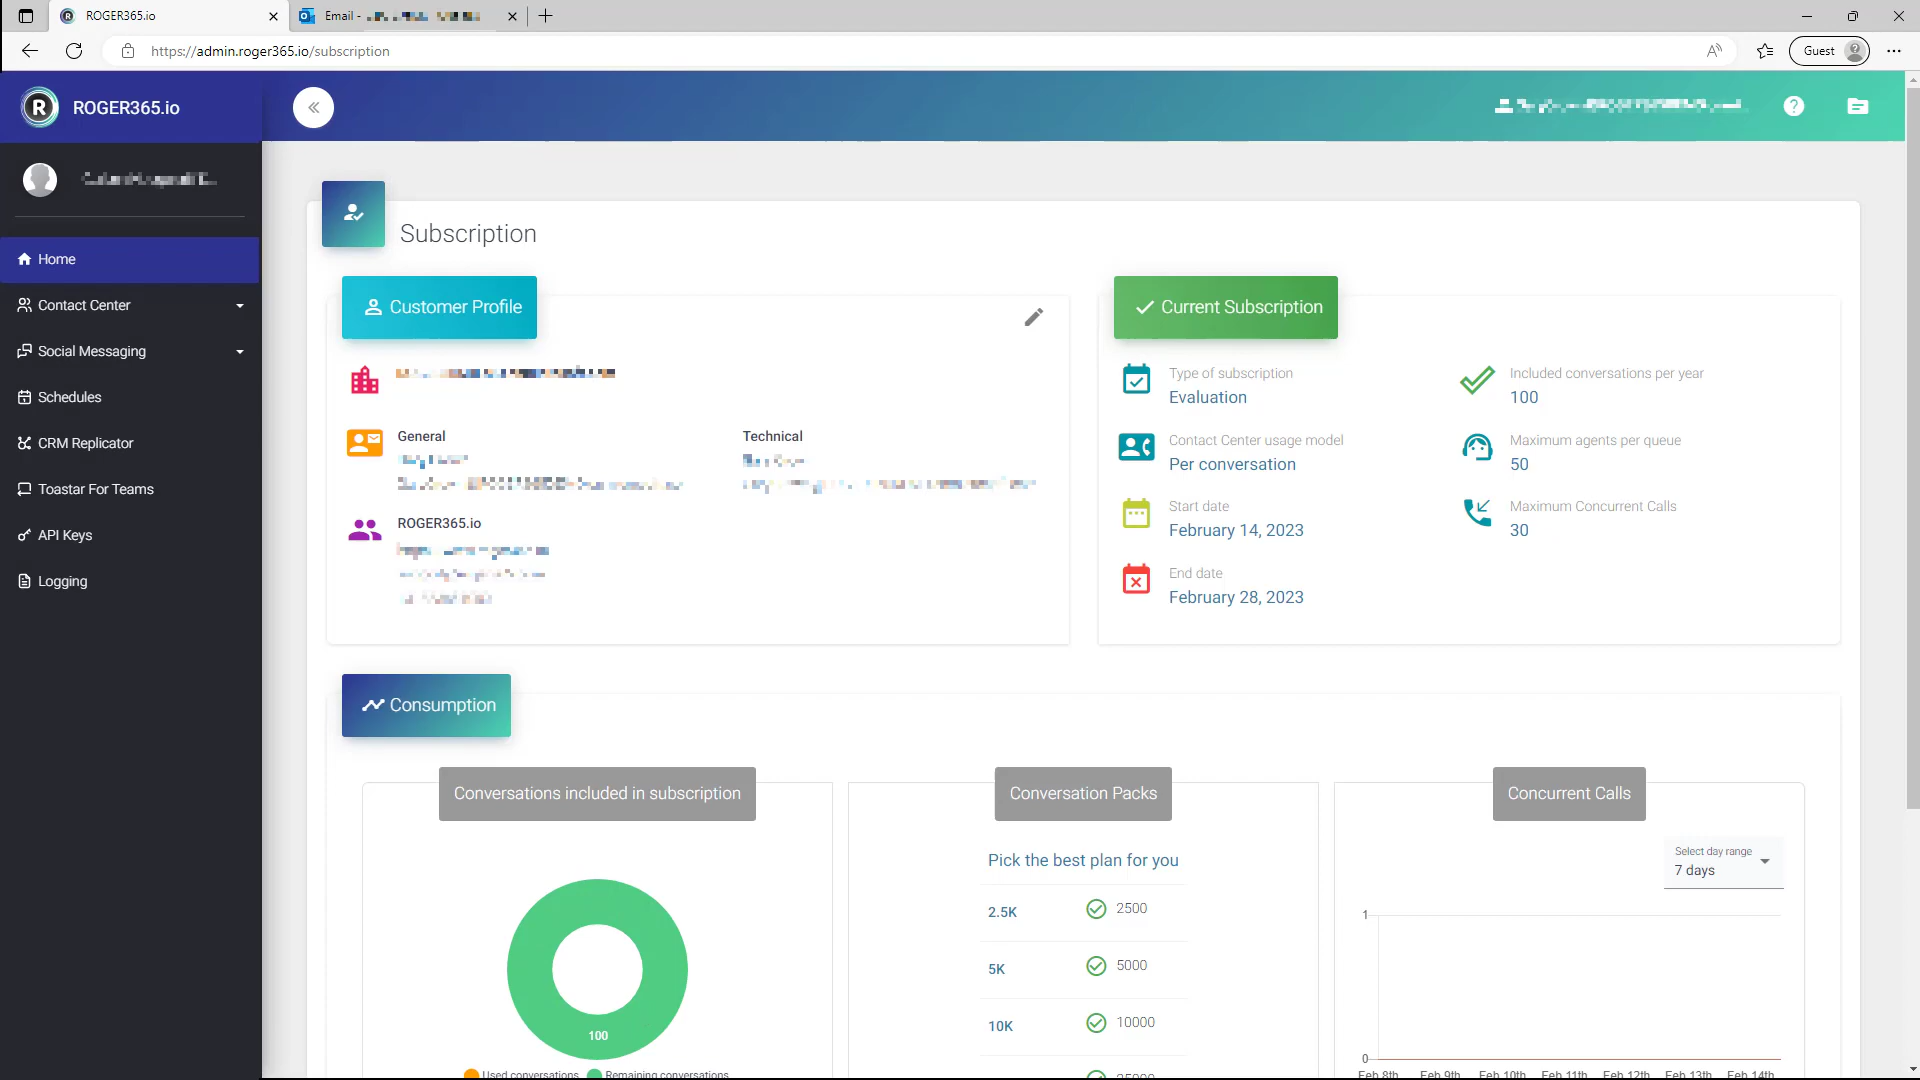 ROGER365.io
Email -
https://admin.roger365.io/subscription
Guest
R ROGER365.io
Home
Contact Center
Social Messaging
Schedules
CRM Replicator
Toastar For Teams
API Keys
Logging
Subscription
Customer Profile
General
Technical
ROGER365.io
Current Subscription
Type of subscription
Evaluation
Included conversations per year
100
Contact Center usage model
Per conversation
Maximum agents per queue
50
Start date
February 14, 2023
Maximum Concurrent Calls
30
End date
February 28, 2023
Consumption
Conversations included in subscription
100
Used conversations Remaining conversations
Conversation Packs
Pick the best plan for you
2.5K 2500
5K 5000
10K 10000
25000
Concurrent Calls
Select day range
7 days
1
0
Feb 8th Feb 9th Feb 10th Feb 11th Feb 12th Feb 13th Feb 14th